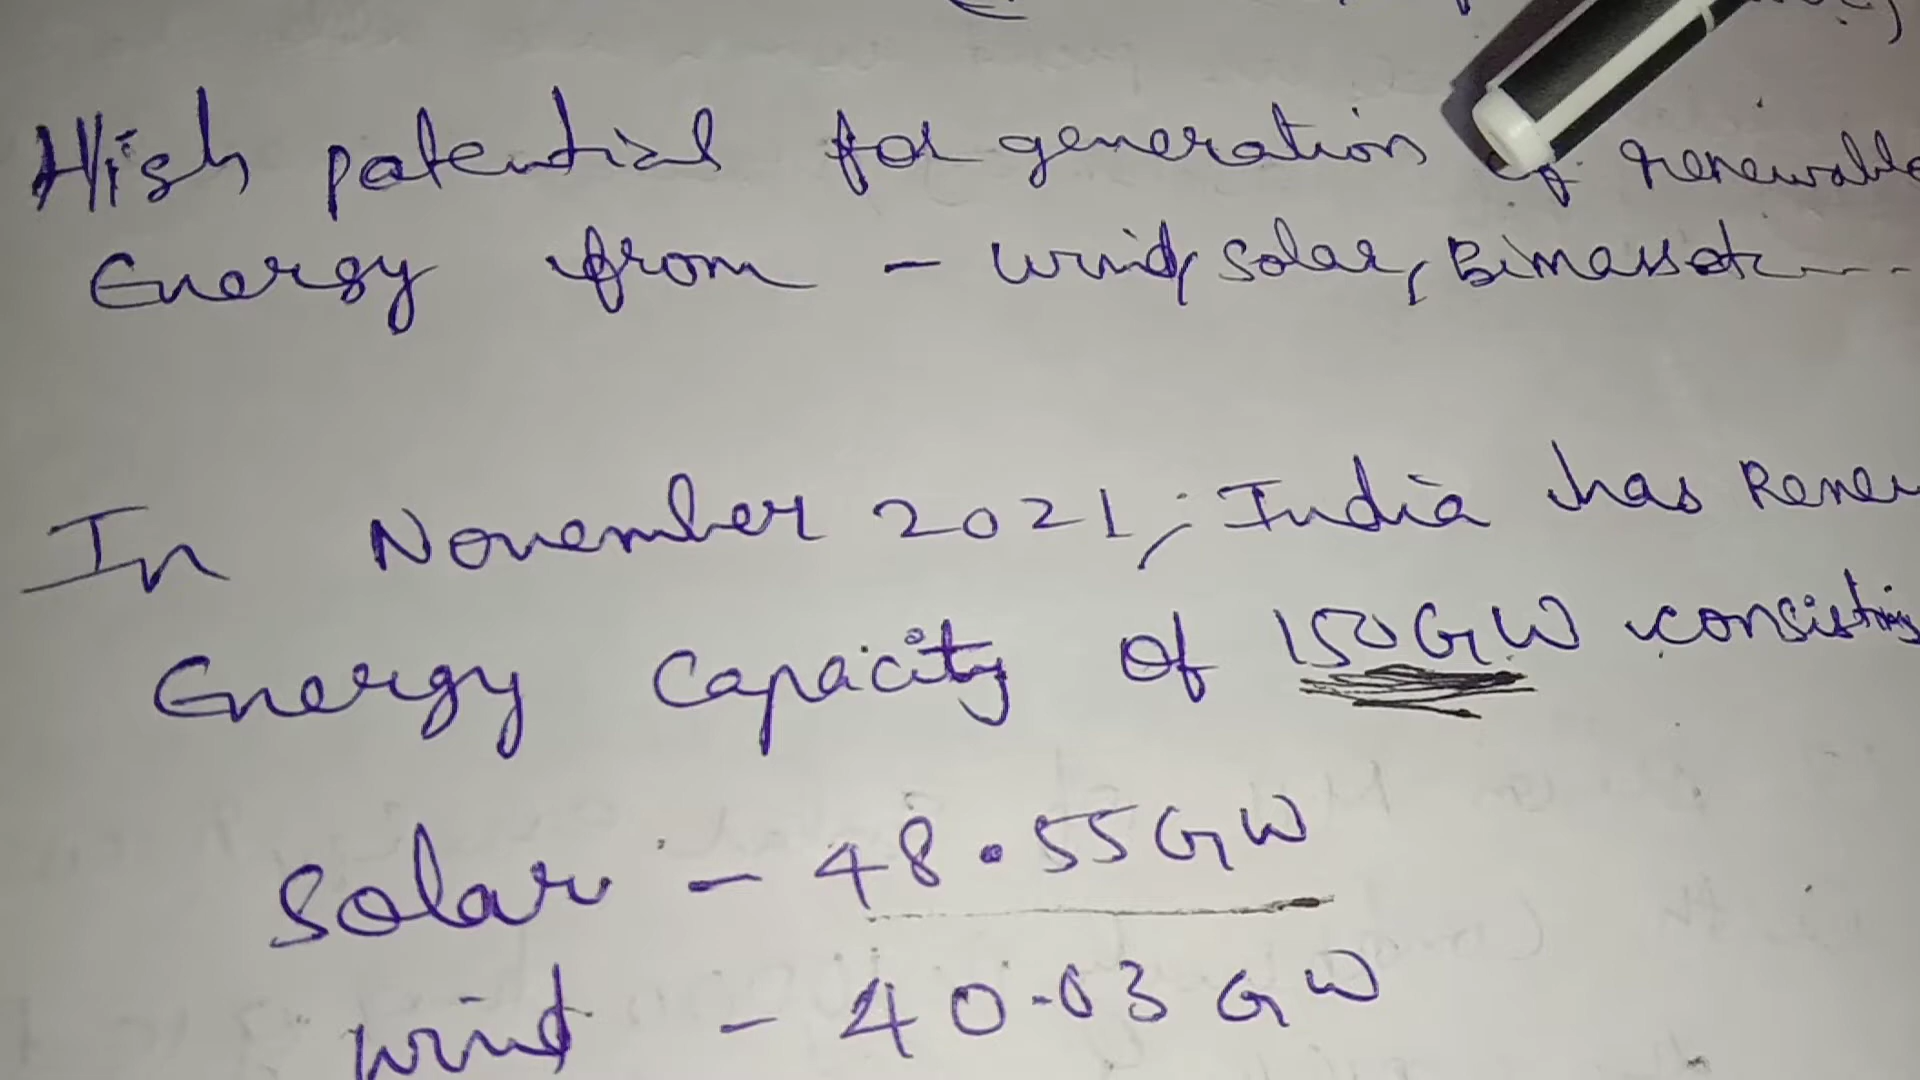 High potential for generation of renewable
Energy from - wind, solar, Bimass etc ---
In November 2021, India has Renew
Energy capacity of 150GW consisting
Solar - 48.55GW
wind - 40.03 GW